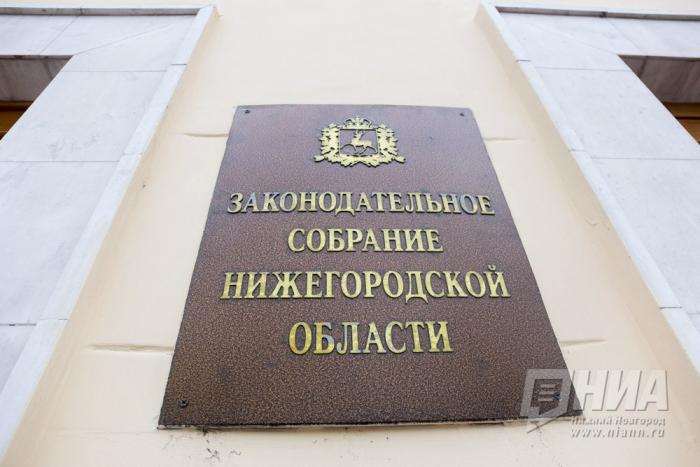 ЗАКОНОДАТЕЛЬНОЕ
СОБРАНИЕ
НИЖЕГОРОДСКОЙ
ОБЛАСТИ
НИА
Нижний Новгород
www.niann.ru